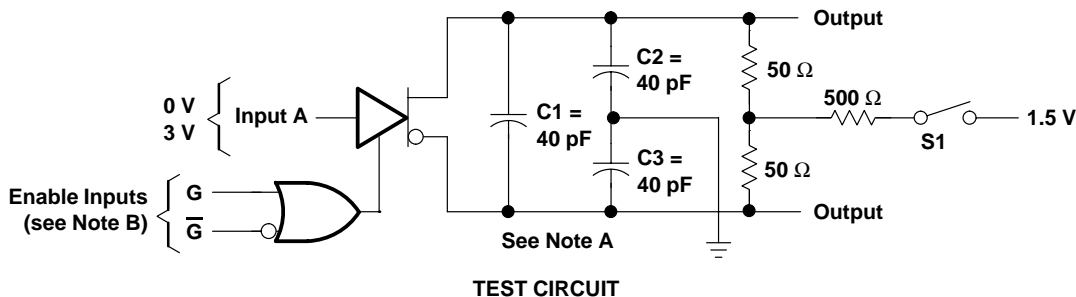 Output
C2 =
40 pF
50 Ω
500 Ω
0 V
3 V
Input A
C1 =
40 pF
1.5 V
S1
C3 =
40 pF
50 Ω
Enable Inputs
(see Note B)
G
G̅
Output
See Note A
TEST CIRCUIT